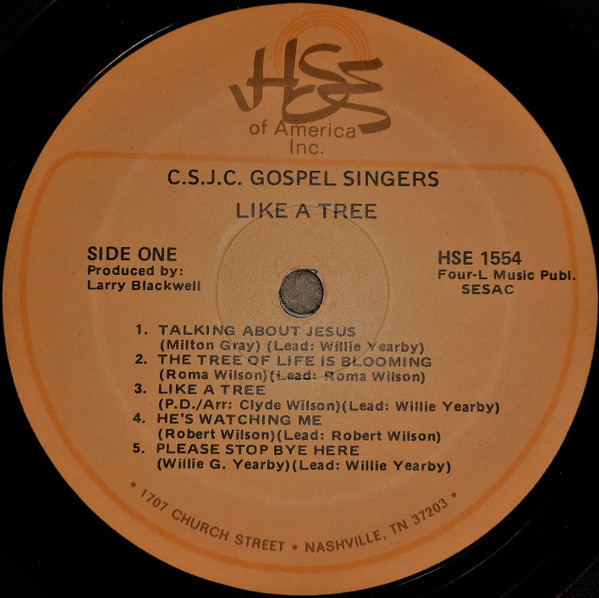 HSE
of America
Inc.
C.S.J.C. GOSPEL SINGERS
LIKE A TREE
SIDE ONE
Produced by:
Larry Blackwell
HSE 1554
Four-L Music Publ.
SESAC
1. TALKING ABOUT JESUS
(Milton Gray) (Lead: Willie Yearby)
2. THE TREE OF LIFE IS BLOOMING
(Roma Wilson)(Lead: Roma Wilson)
3. LIKE A TREE
(P.D./Arr: Clyde Wilson)(Lead: Willie Yearby)
4. HE'S WATCHING ME
(Robert Wilson)(Lead: Robert Wilson)
5. PLEASE STOP BYE HERE
(Willie G. Yearby)(Lead: Willie Yearby)
• 1707 CHURCH STREET • NASHVILLE, TN 37203 •